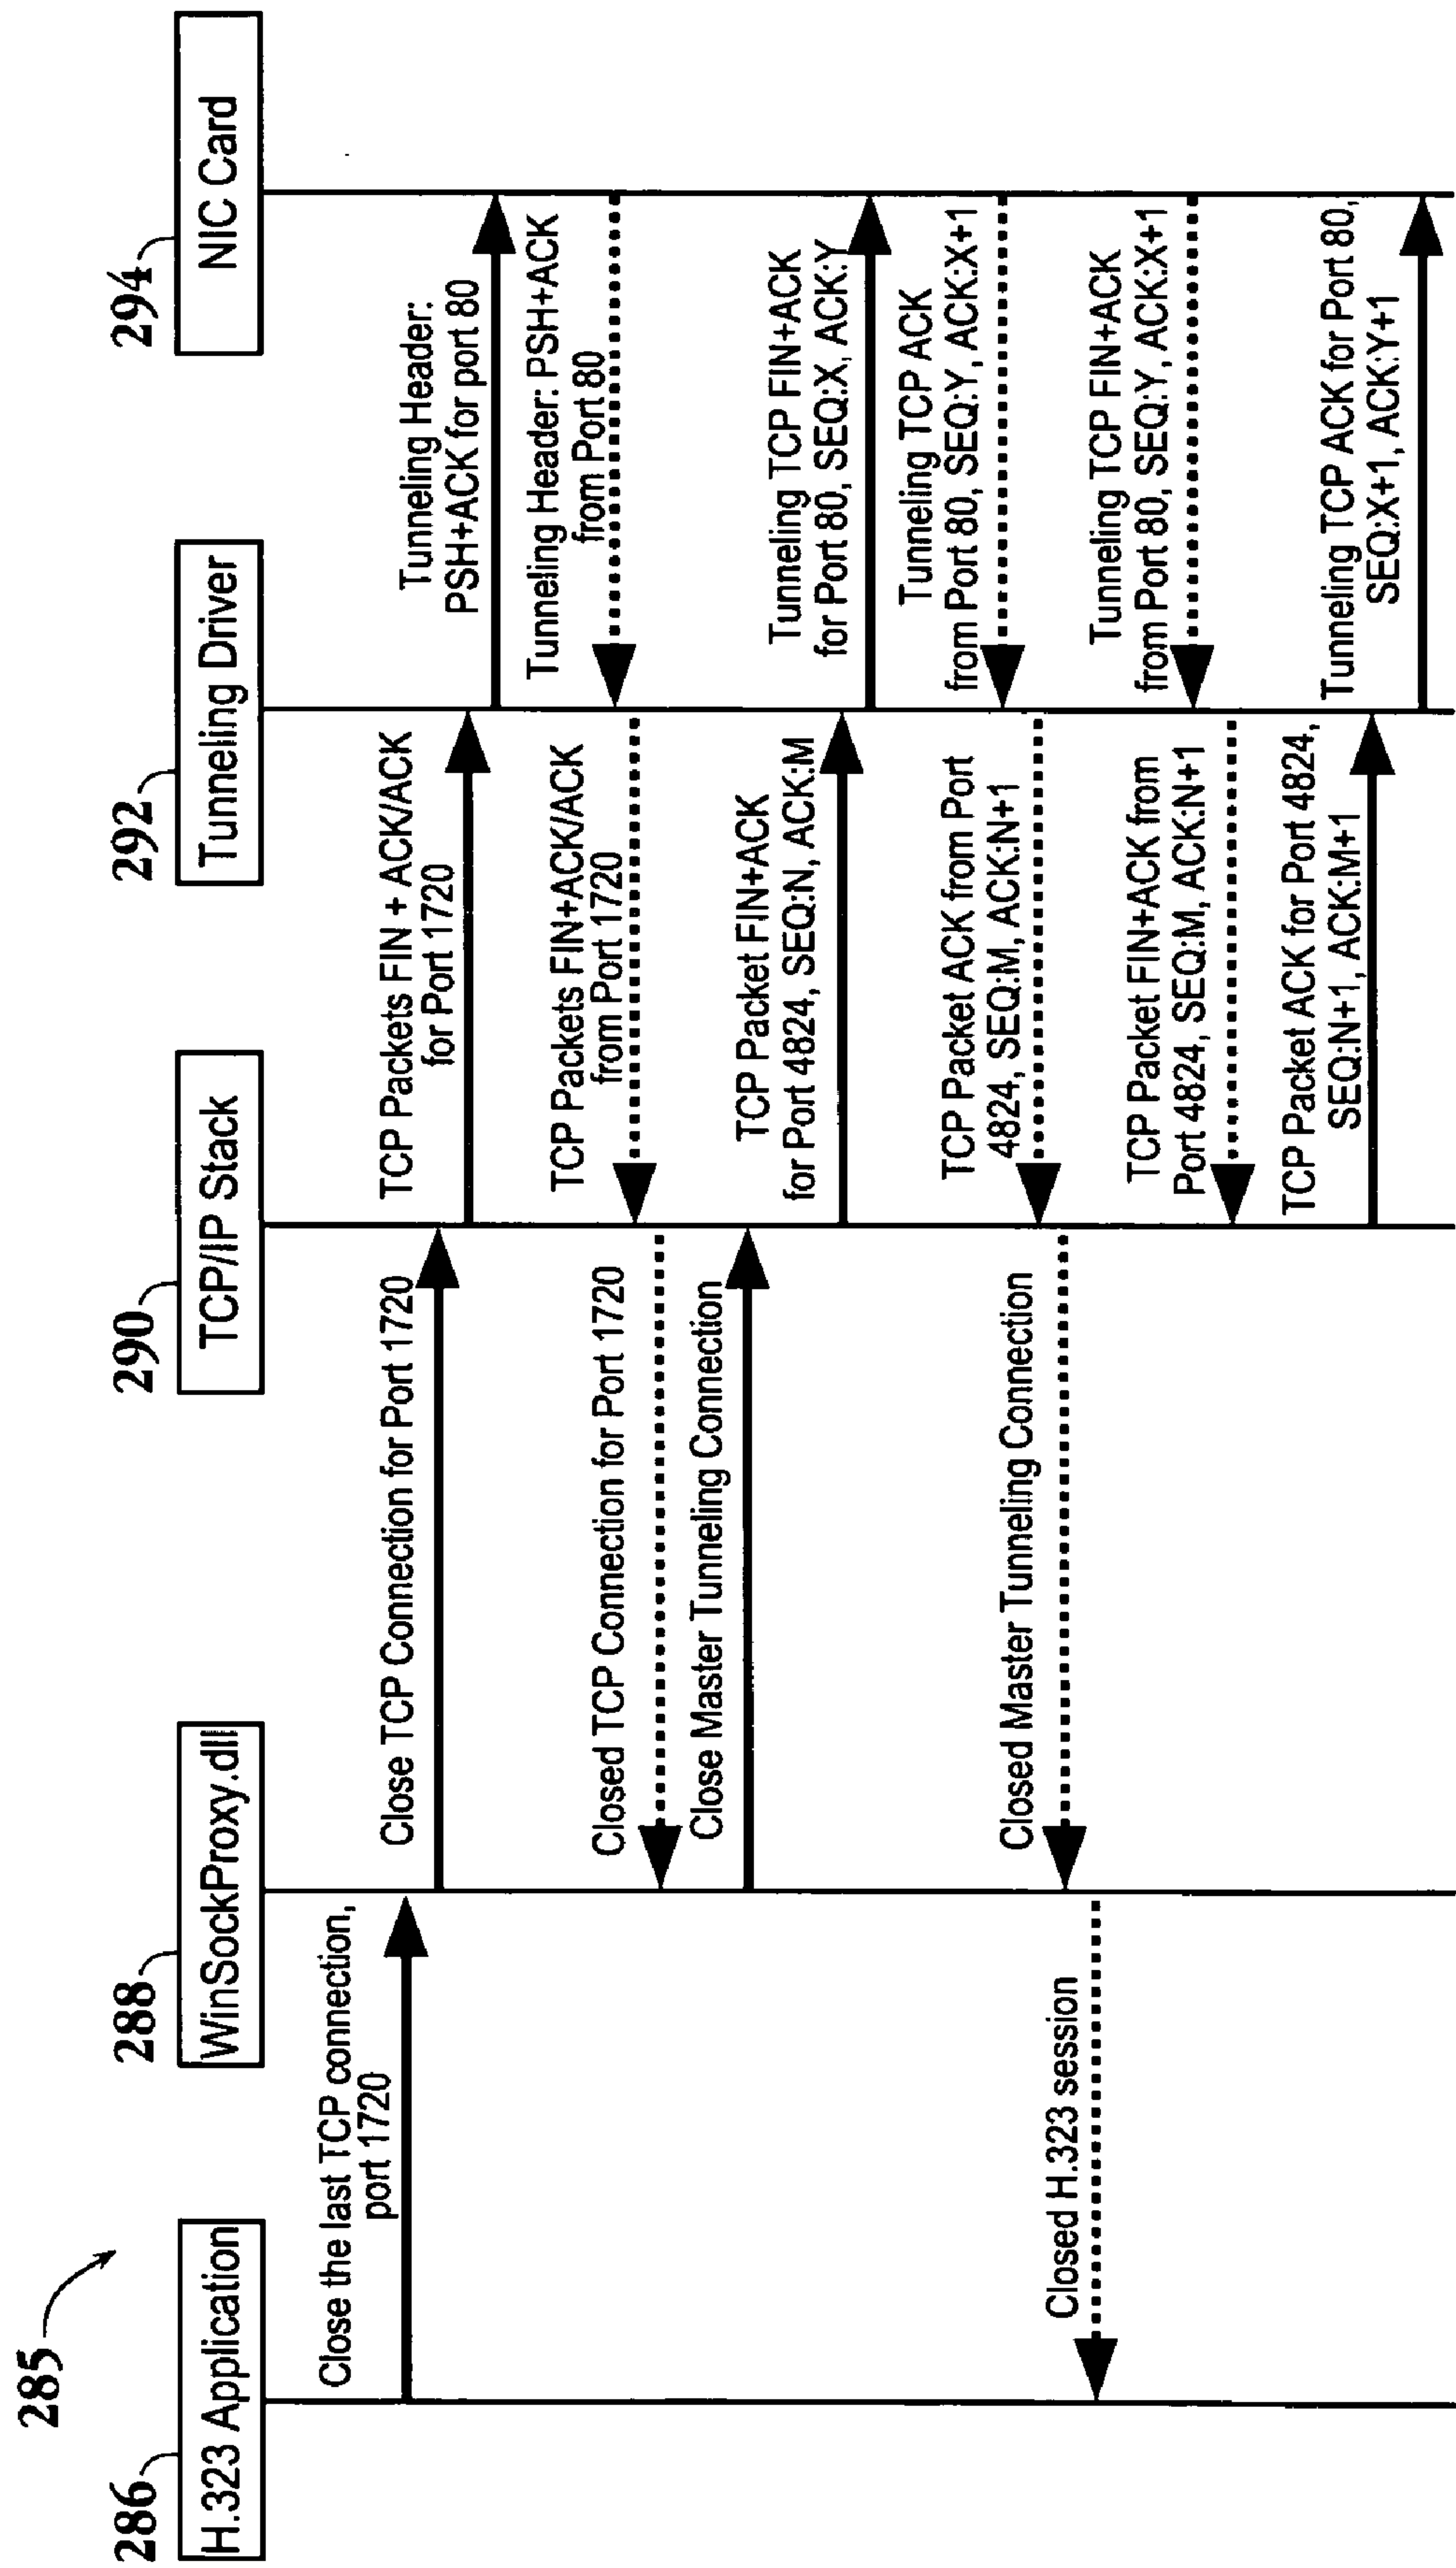 285
286
H.323 Application
288
WinSockProxy.dll
290
TCP/IP Stack
292
Tunneling Driver
294
NIC Card
Close the last TCP connection,
port 1720
Close TCP Connection for Port 1720
TCP Packets FIN + ACK/ACK
for Port 1720
Tunneling Header:
PSH+ACK for port 80
Tunneling Header: PSH+ACK
from Port 80
TCP Packets FIN+ACK/ACK
from Port 1720
Closed TCP Connection for Port 1720
Close Master Tunneling Connection
TCP Packet FIN+ACK
for Port 4824, SEQ:N, ACK:M
Tunneling TCP FIN+ACK
for Port 80, SEQ:X, ACK:Y
Tunneling TCP ACK
from Port 80, SEQ:Y, ACK:X+1
TCP Packet ACK from Port
4824, SEQ:M, ACK:N+1
Closed Master Tunneling Connection
Closed H.323 session
Tunneling TCP FIN+ACK
from Port 80, SEQ:Y, ACK:X+1
TCP Packet FIN+ACK from
Port 4824, SEQ:M, ACK:N+1
TCP Packet ACK for Port 4824,
SEQ:N+1, ACK:M+1
Tunneling TCP ACK for Port 80,
SEQ:X+1, ACK:Y+1